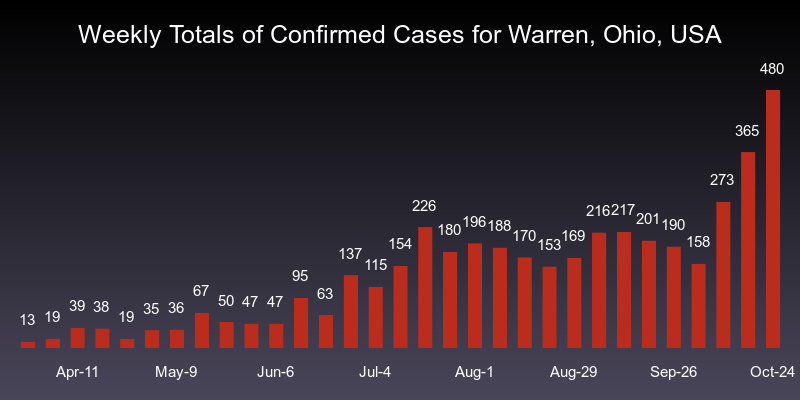 Weekly Totals of Confirmed Cases for Warren, Ohio, USA
13 19 39 38 19 35 36 67 50 47 47 95 63 137 115 154 226 180 196 188 170 153 169 216 217 201 190 158 273 365 480
Apr-11 May-9 Jun-6 Jul-4 Aug-1 Aug-29 Sep-26 Oct-24